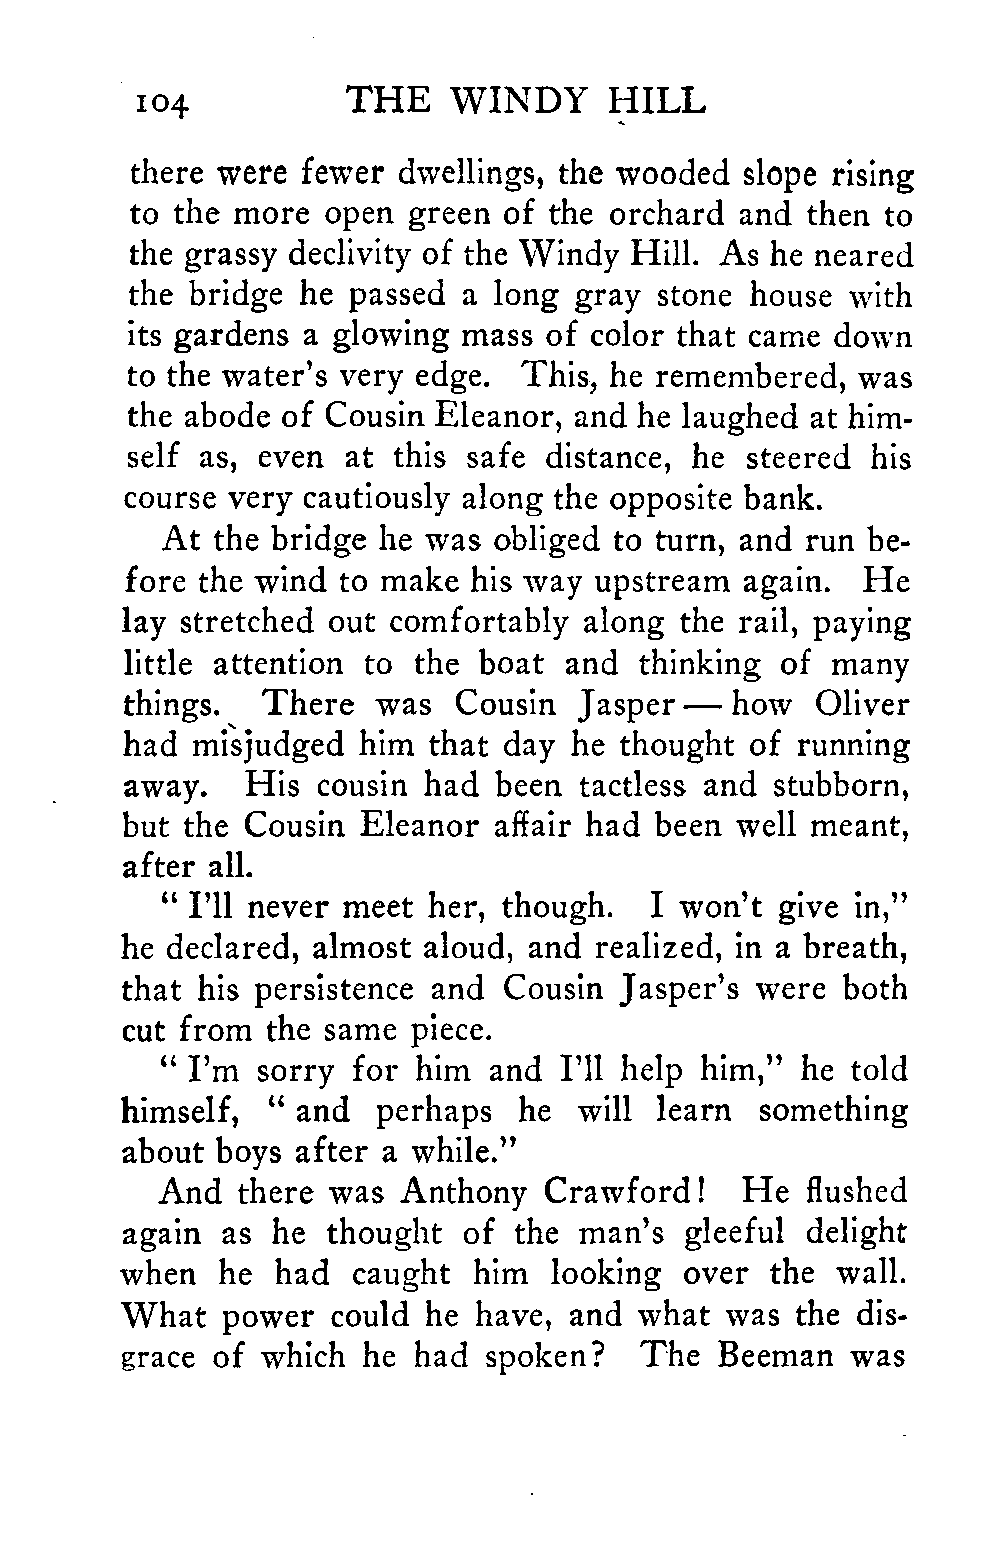 104 THE WINDY HILL
there were fewer dwellings, the wooded slope rising
to the more open green of the orchard and then to
the grassy declivity of the Windy Hill. As he neared
the bridge he passed a long gray stone house with
its gardens a glowing mass of color that came down
to the water's very edge. This, he remembered, was
the abode of Cousin Eleanor, and he laughed at him-
self as, even at this safe distance, he steered his
course very cautiously along the opposite bank.
At the bridge he was obliged to turn, and run be-
fore the wind to make his way upstream again. He
lay stretched out comfortably along the rail, paying
little attention to the boat and thinking of many
things. There was Cousin Jasper — how Oliver
had misjudged him that day he thought of running
away. His cousin had been tactless and stubborn,
but the Cousin Eleanor affair had been well meant,
after all.
" I'll never meet her, though. I won't give in,"
he declared, almost aloud, and realized, in a breath,
that his persistence and Cousin Jasper's were both
cut from the same piece.
" I'm sorry for him and I'll help him," he told
himself, " and perhaps he will learn something
about boys after a while."
And there was Anthony Crawford! He flushed
again as he thought of the man's gleeful delight
when he had caught him looking over the wall.
What power could he have, and what was the dis-
grace of which he had spoken? The Beeman was